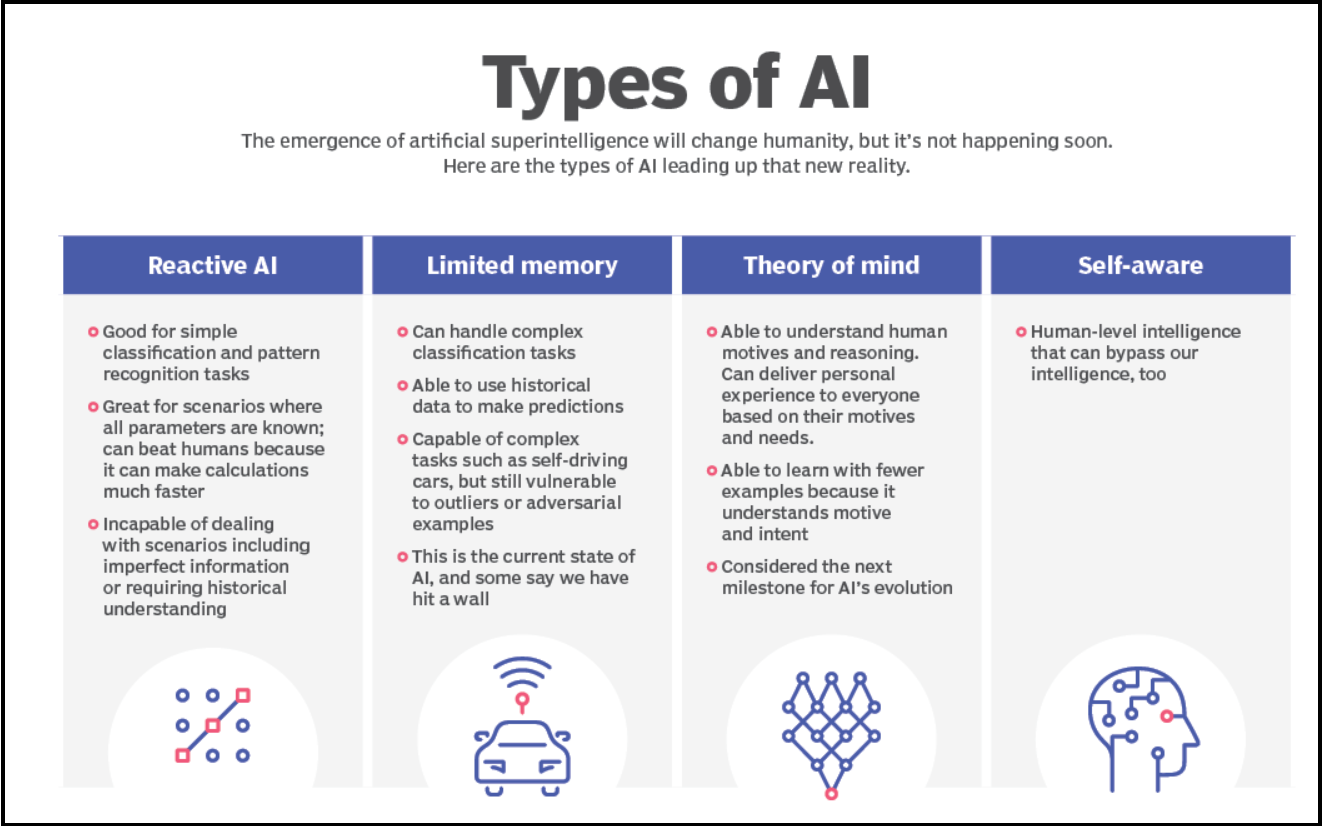 Types of AI
The emergence of artificial superintelligence will change humanity, but it's not happening soon.
Here are the types of AI leading up that new reality.
Reactive AI
Good for simple
classification and pattern
recognition tasks
Great for scenarios where
all parameters are known;
can beat humans because
it can make calculations
much faster
Incapable of dealing
with scenarios including
imperfect information
or requiring historical
understanding
Limited memory
Can handle complex
classification tasks
Able to use historical
data to make predictions
Capable of complex
tasks such as self-driving
cars, but still vulnerable
to outliers or adversarial
examples
This is the current state of
AI, and some say we have
hit a wall
Theory of mind
Able to understand human
motives and reasoning.
Can deliver personal
experience to everyone
based on their motives
and needs.
Able to learn with fewer
examples because it
understands motive
and intent
Considered the next
milestone for AI's evolution
Self-aware
Human-level intelligence
that can bypass our
intelligence, too